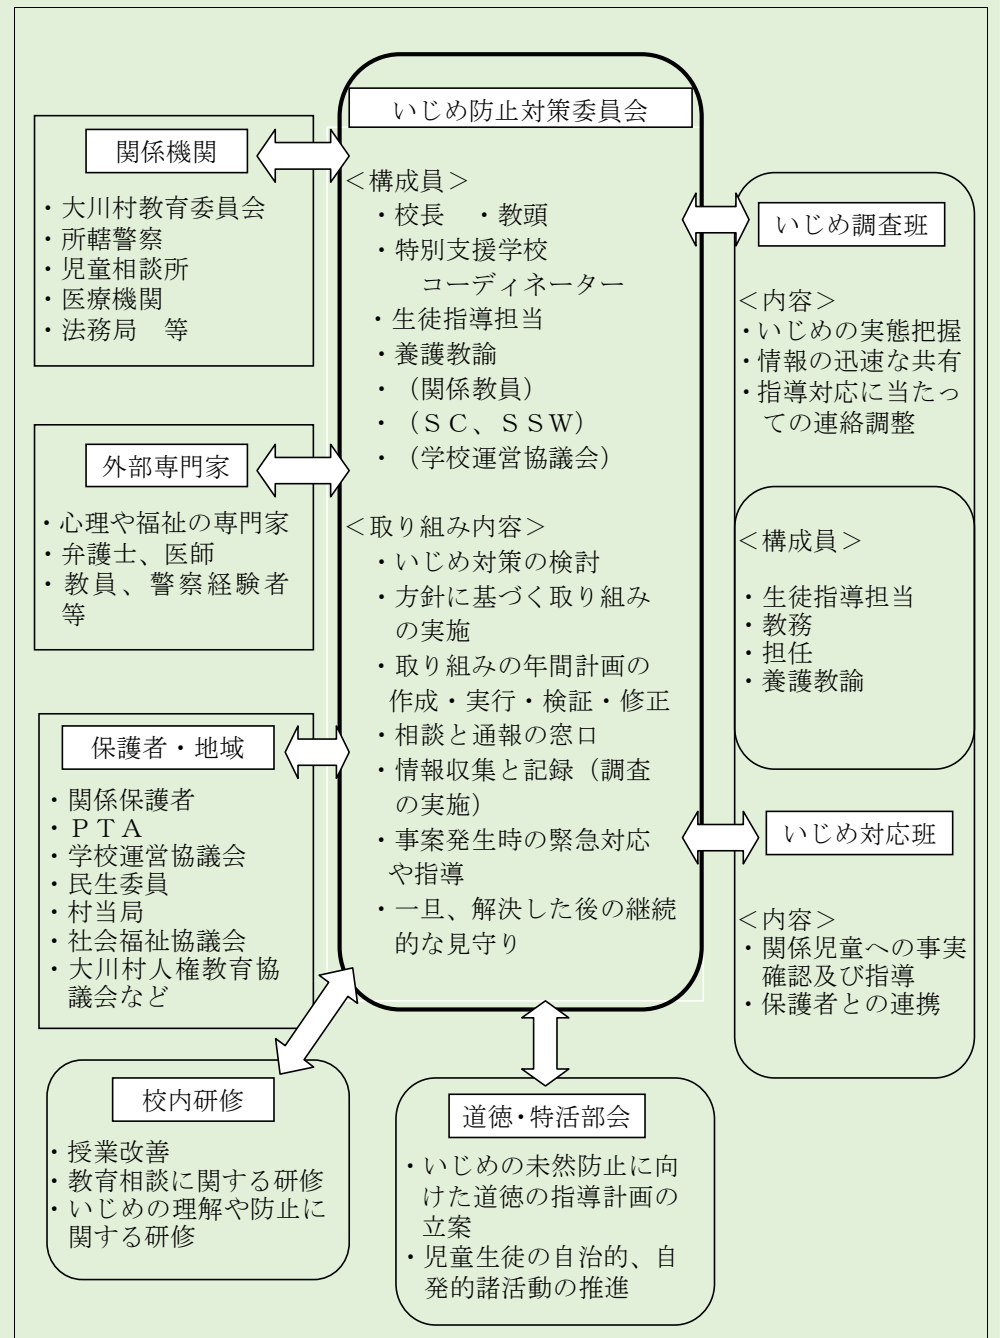 いじめ防止対策委員会
＜構成員＞
・校長　・教頭
・特別支援学校
コーディネーター
・生徒指導担当
・養護教諭
・（関係教員）
・（ＳＣ、ＳＳＷ）
・（学校運営協議会）
＜取り組み内容＞
・いじめ対策の検討
・方針に基づく取り組み
の実施
・取り組みの年間計画の
作成・実行・検証・修正
・相談と通報の窓口
・情報収集と記録（調査
の実施）
・事案発生時の緊急対応
や指導
・一旦、解決した後の継続
的な見守り
関係機関
・大川村教育委員会
・所轄警察
・児童相談所
・医療機関
・法務局　等
外部専門家
・心理や福祉の専門家
・弁護士、医師
・教員、警察経験者
等
保護者・地域
・関係保護者
・ＰＴＡ
・学校運営協議会
・民生委員
・村当局
・社会福祉協議会
・大川村人権教育協
議会など
校内研修
・授業改善
・教育相談に関する研修
・いじめの理解や防止に
関する研修
道徳・特活部会
・いじめの未然防止に向
けた道徳の指導計画の
立案
・児童生徒の自治的、自
発的諸活動の推進
いじめ調査班
＜内容＞
・いじめの実態把握
・情報の迅速な共有
・指導対応に当たっ
ての連絡調整
＜構成員＞
・生徒指導担当
・教務
・担任
・養護教諭
いじめ対応班
＜内容＞
・関係児童への事実
確認及び指導
・保護者との連携